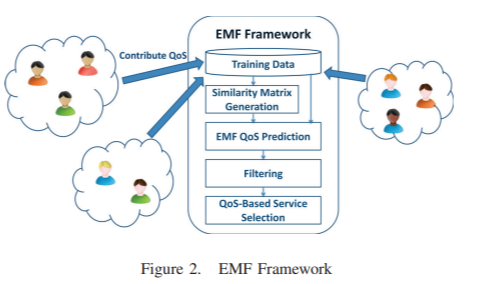 EMF Framework
Contribute QoS
Training Data
Similarity Matrix
Generation
EMF QoS Prediction
Filtering
QoS-Based Service
Selection
Figure 2. EMF Framework